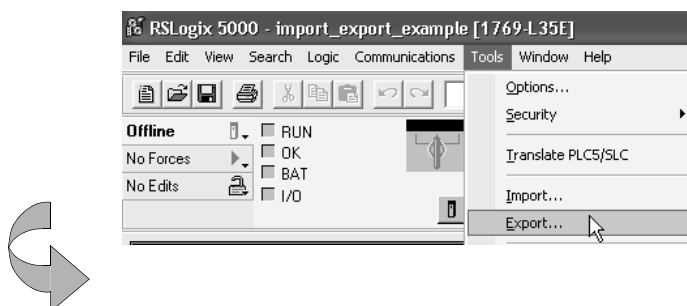 RSLogix 5000 - import_export_example [1769-L35E]
File Edit View Search Logic Communications Tools Window Help
Options...
Security
Translate PLC5/SLC
Import...
Export...
Offline
No Forces
No Edits
RUN
OK
BAT
I/O